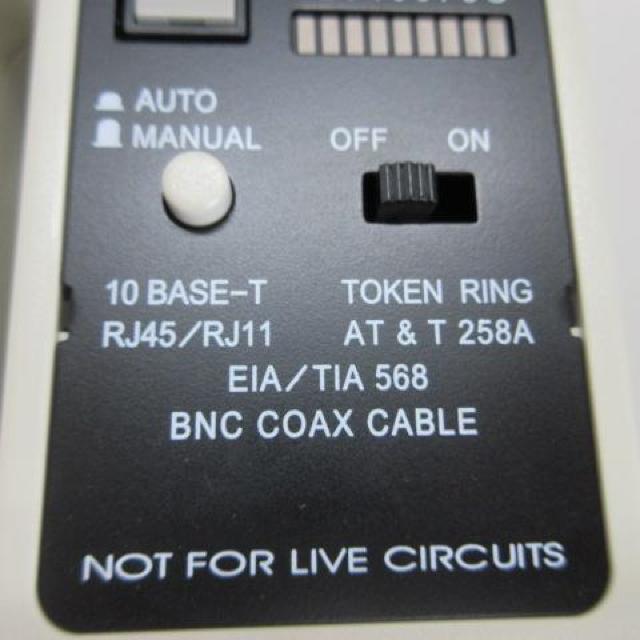 AUTO
MANUAL
OFF ON
10 BASE-T TOKEN RING
RJ45/RJ11 AT & T 258A
EIA/TIA 568
BNC COAX CABLE
NOT FOR LIVE CIRCUITS